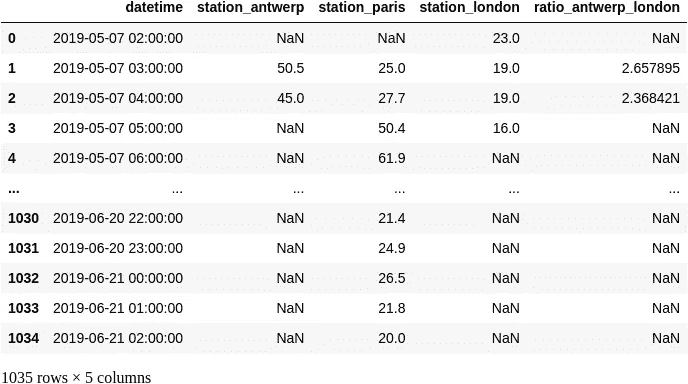 datetime station_antwerp station_paris station_london ratio_antwerp_london
0 2019-05-07 02:00:00 NaN NaN 23.0 NaN
1 2019-05-07 03:00:00 50.5 25.0 19.0 2.657895
2 2019-05-07 04:00:00 45.0 27.7 19.0 2.368421
3 2019-05-07 05:00:00 NaN 50.4 16.0 NaN
4 2019-05-07 06:00:00 NaN 61.9 NaN NaN
... ... ... ... ... ...
1030 2019-06-20 22:00:00 NaN 21.4 NaN NaN
1031 2019-06-20 23:00:00 NaN 24.9 NaN NaN
1032 2019-06-21 00:00:00 NaN 26.5 NaN NaN
1033 2019-06-21 01:00:00 NaN 21.8 NaN NaN
1034 2019-06-21 02:00:00 NaN 20.0 NaN NaN
1035 rows × 5 columns